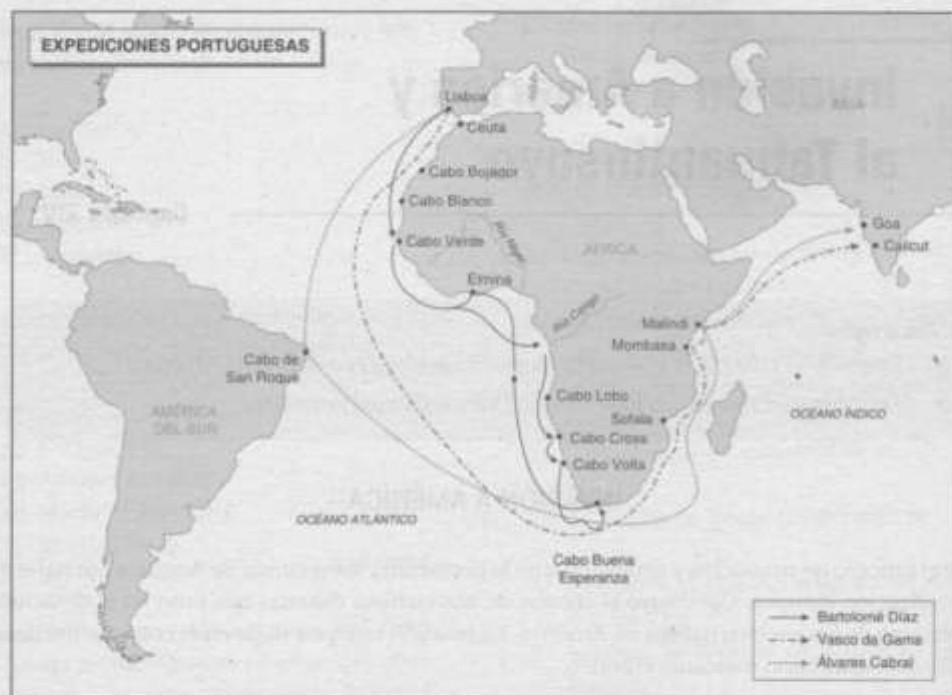 EXPEDICIONES PORTUGUESAS
Lisboa
Ceuta
Cabo Bojador
Cabo Blanco
Cabo Verde
Río Níger
ÁFRICA
Goa
Calicut
Elmina
Río Congo
Malindi
Mombasa
Cabo de
San Roque
Cabo Lobo
OCÉANO ÍNDICO
AMÉRICA
DEL SUR
Sofala
Cabo Cross
Cabo Volta
OCÉANO ATLÁNTICO
Cabo Buena
Esperanza
Bartolomé Díaz
Vasco da Gama
Álvares Cabral